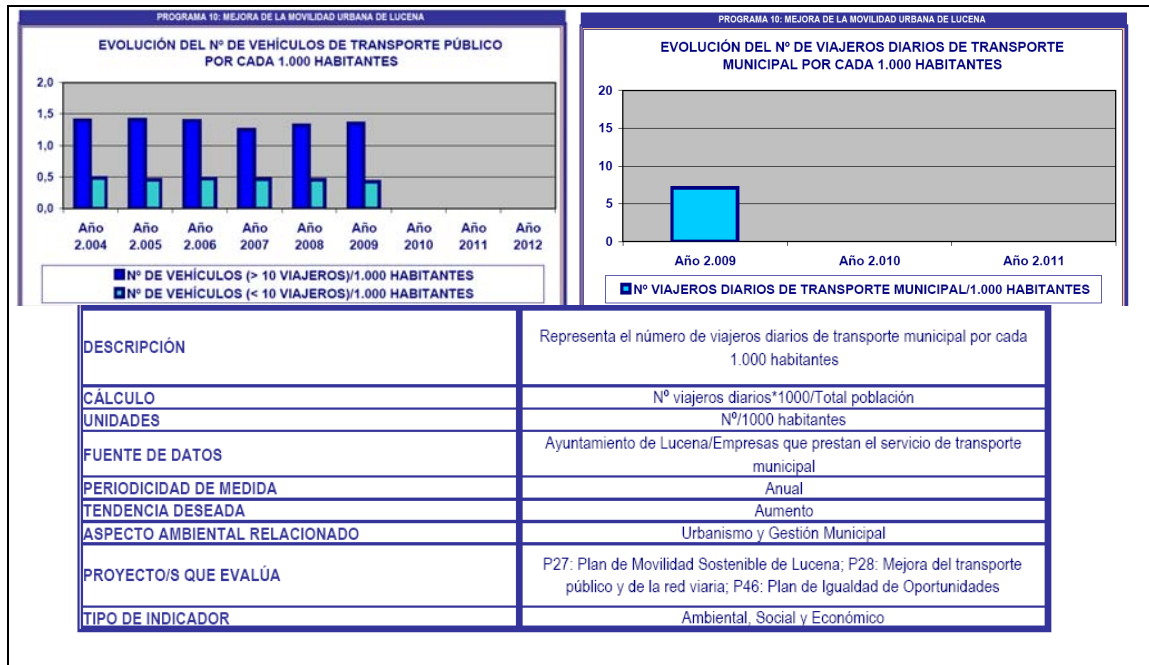 PROGRAMA 10: MEJORA DE LA MOVILIDAD URBANA DE LUCENA
EVOLUCIÓN DEL Nº DE VEHÍCULOS DE TRANSPORTE PÚBLICO
POR CADA 1.000 HABITANTES
2,0
1,5
1,0
0,5
0,0
Año Año Año Año Año Año Año Año Año
2.004 2.005 2.006 2007 2008 2009 2010 2011 2012
Nº DE VEHÍCULOS (> 10 VIAJEROS)/1.000 HABITANTES
Nº DE VEHÍCULOS (< 10 VIAJEROS)/1.000 HABITANTES
PROGRAMA 10: MEJORA DE LA MOVILIDAD URBANA DE LUCENA
EVOLUCIÓN DEL Nº DE VIAJEROS DIARIOS DE TRANSPORTE
MUNICIPAL POR CADA 1.000 HABITANTES
20
15
10
5
0
Año 2.009 Año 2.010 Año 2.011
Nº VIAJEROS DIARIOS DE TRANSPORTE MUNICIPAL/1.000 HABITANTES
DESCRIPCIÓN
Representa el número de viajeros diarios de transporte municipal por cada
1.000 habitantes
CÁLCULO
Nº viajeros diarios*1000/Total población
UNIDADES
Nº/1000 habitantes
FUENTE DE DATOS
Ayuntamiento de Lucena/Empresas que prestan el servicio de transporte
municipal
PERIODICIDAD DE MEDIDA
Anual
TENDENCIA DESEADA
Aumento
ASPECTO AMBIENTAL RELACIONADO
Urbanismo y Gestión Municipal
PROYECTO/S QUE EVALÚA
P27: Plan de Movilidad Sostenible de Lucena; P28: Mejora del transporte
público y de la red viaria; P46: Plan de Igualdad de Oportunidades
TIPO DE INDICADOR
Ambiental, Social y Económico